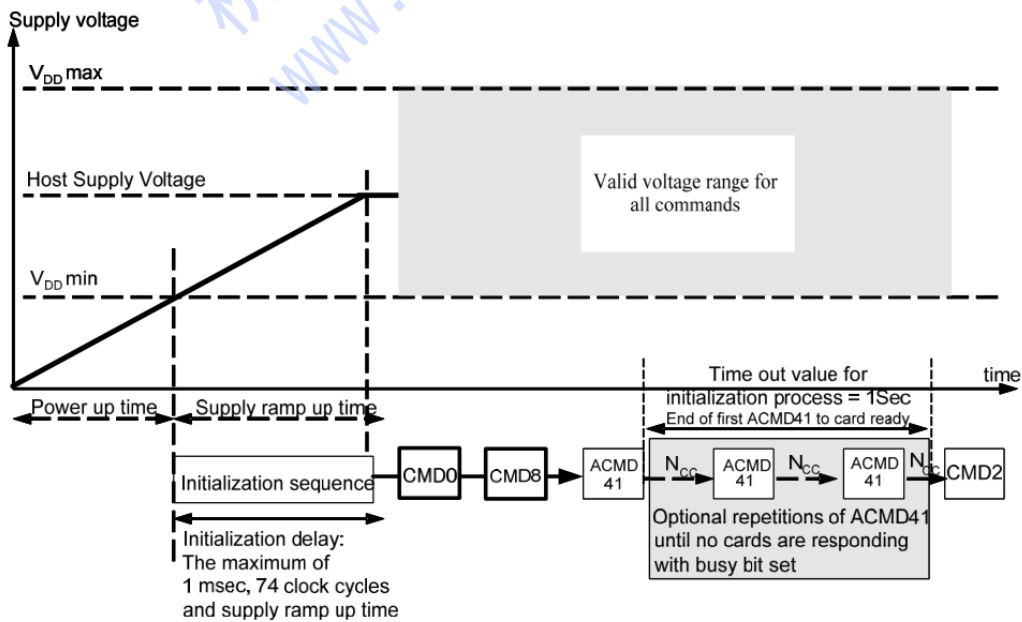 Supply voltage
V_DD max
Host Supply Voltage
Valid voltage range for
all commands
V_DD min
time
Time out value for
initialization process = 1Sec
End of first ACMD41 to card ready
Power up time
Supply ramp up time
Initialization sequence
CMD0
CMD8
ACMD
41
N_CC
ACMD
41
N_CC
ACMD
41
N_CC
CMD2
Optional repetitions of ACMD41
until no cards are responding
with busy bit set
Initialization delay:
The maximum of
1 msec, 74 clock cycles
and supply ramp up time
www.